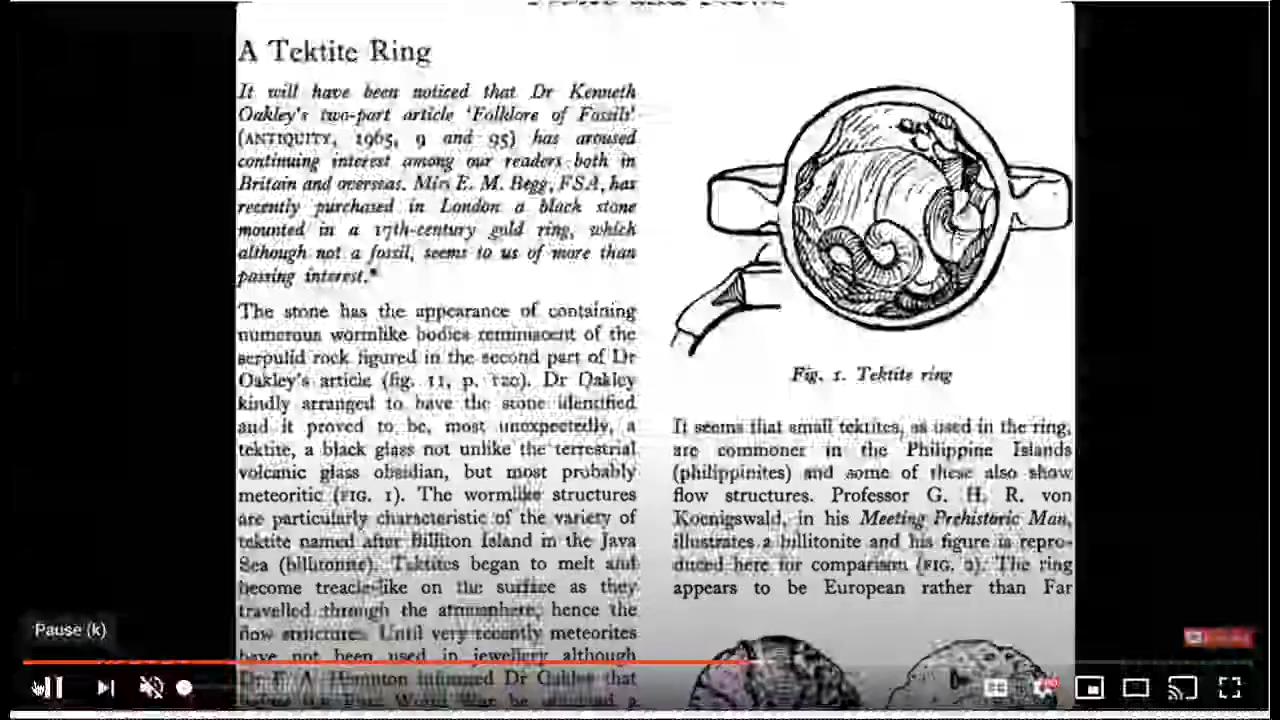 A Tektite Ring
It will have been noticed that Dr Kenneth
Oakley's two-part article 'Folklore of Fossils'
(ANTIQUITY, 1965, 9 and 95) has aroused
continuing interest among our readers both in
Britain and overseas. Miss E. M. Begg, FSA, has
recently purchased in London a black stone
mounted in a 17th-century gold ring, which
although not a fossil, seems to us of more than
passing interest.*
The stone has the appearance of containing
numerous wormlike bodies reminiscent of the
serpulid rock figured in the second part of Dr
Oakley's article (fig. 11, p. 120). Dr Oakley
kindly arranged to have the stone identified
and it proved to be, most unexpectedly, a
tektite, a black glass not unlike the terrestrial
volcanic glass obsidian, but most probably
meteoritic (FIG. 1). The wormlike structures
are particularly characteristic of the variety of
tektite named after Billiton Island in the Java
Sea (billitonite). Tektites began to melt and
become treacle-like on the surface as they
travelled through the atmosphere, hence the
flow structures. Until very recently meteorites
have not been used in jewellery although
Dr E. A. informed Dr Oakley that
Fig. 1. Tektite ring
It seems that small tektites, as used in the ring,
are commoner in the Philippine Islands
(philippinites) and some of these also show
flow structures. Professor G. H. R. von
Koenigswald, in his Meeting Prehistoric Man,
illustrates a billitonite and his figure is repro-
duced here for comparison (FIG. 2). The ring
appears to be European rather than Far
Pause (k)